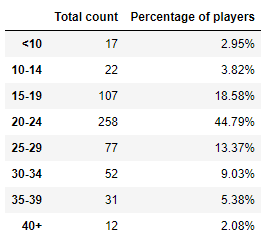 Total count Percentage of players
<10 17 2.95%
10-14 22 3.82%
15-19 107 18.58%
20-24 258 44.79%
25-29 77 13.37%
30-34 52 9.03%
35-39 31 5.38%
40+ 12 2.08%